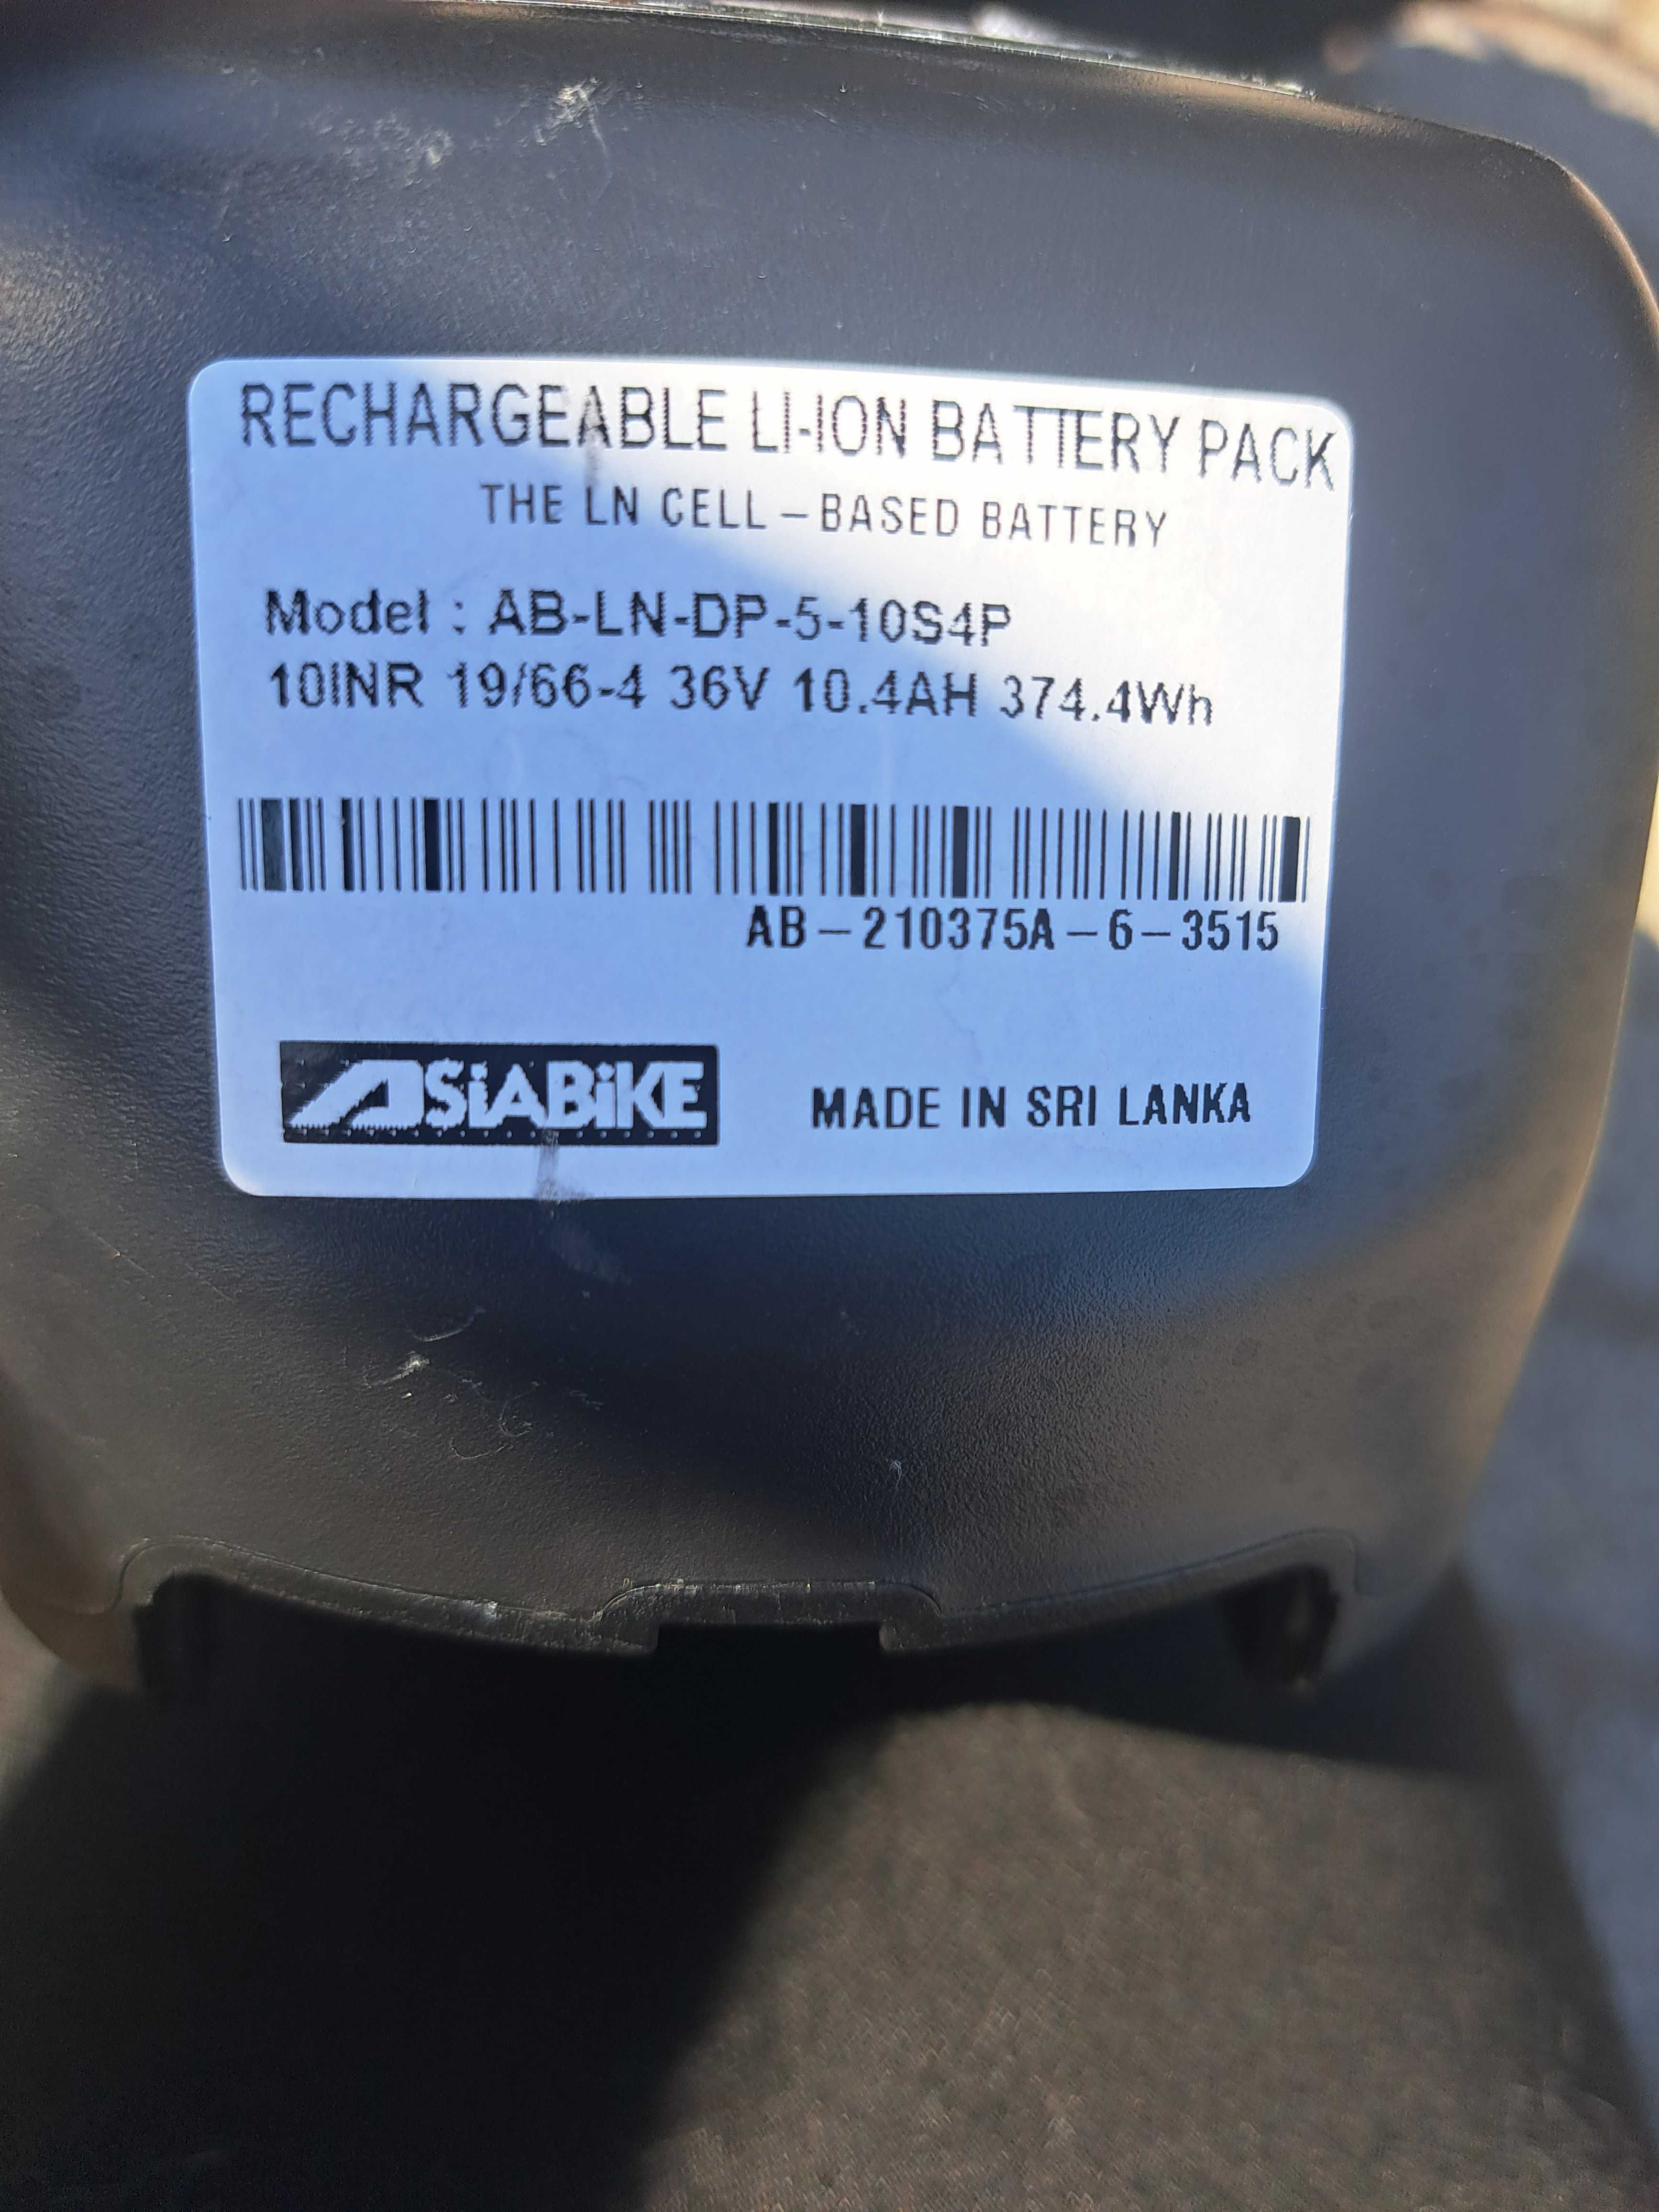 RECHARGEABLE LI-ION BATTERY PACK
THE LN CELL – BASED BATTERY
Model : AB-LN-DP-5-10S4P
10INR 19/66-4 36V 10.4AH 374.4Wh
AB – 210375A – 6 – 3515
ASiABiKE
MADE IN SRI LANKA